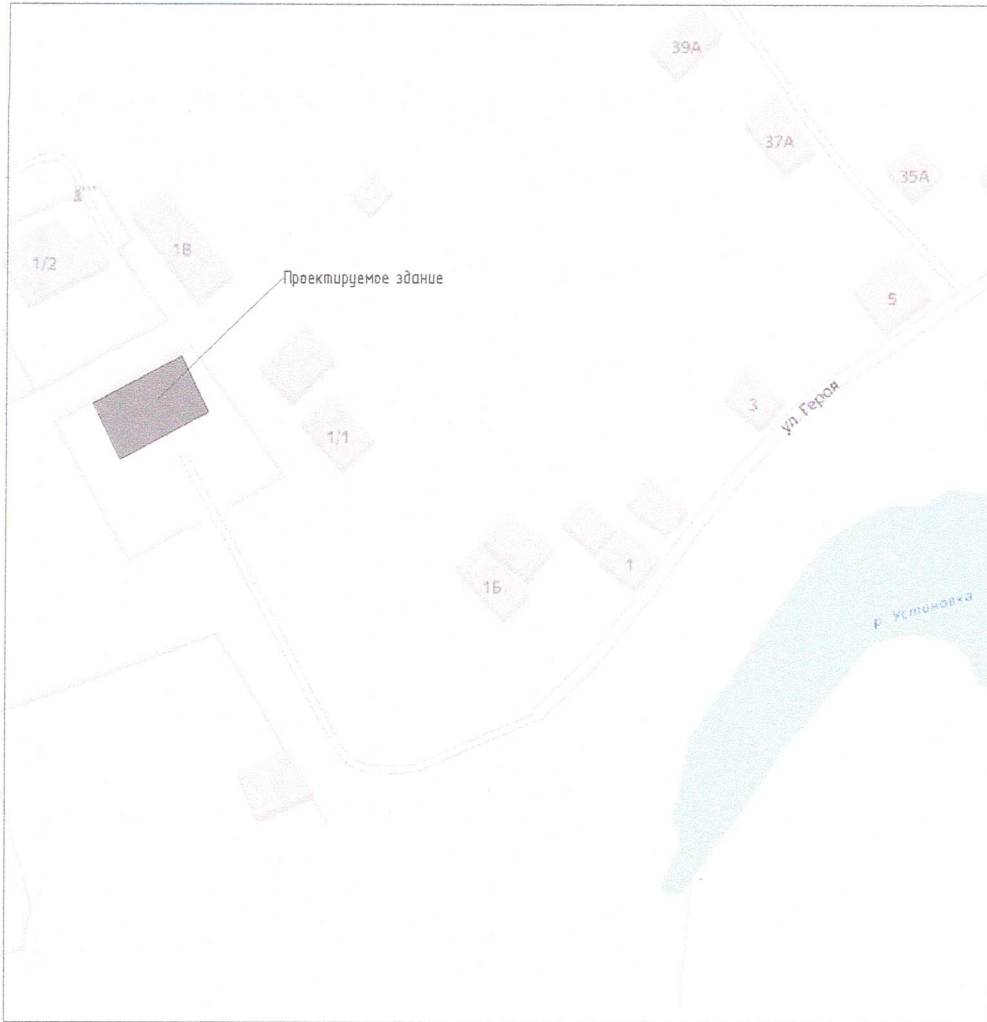 39А
37А
35А
1В
1/2
Проектируемое здание
5
3
ул. Героя
1/1
1
1Б
р. Устиновка